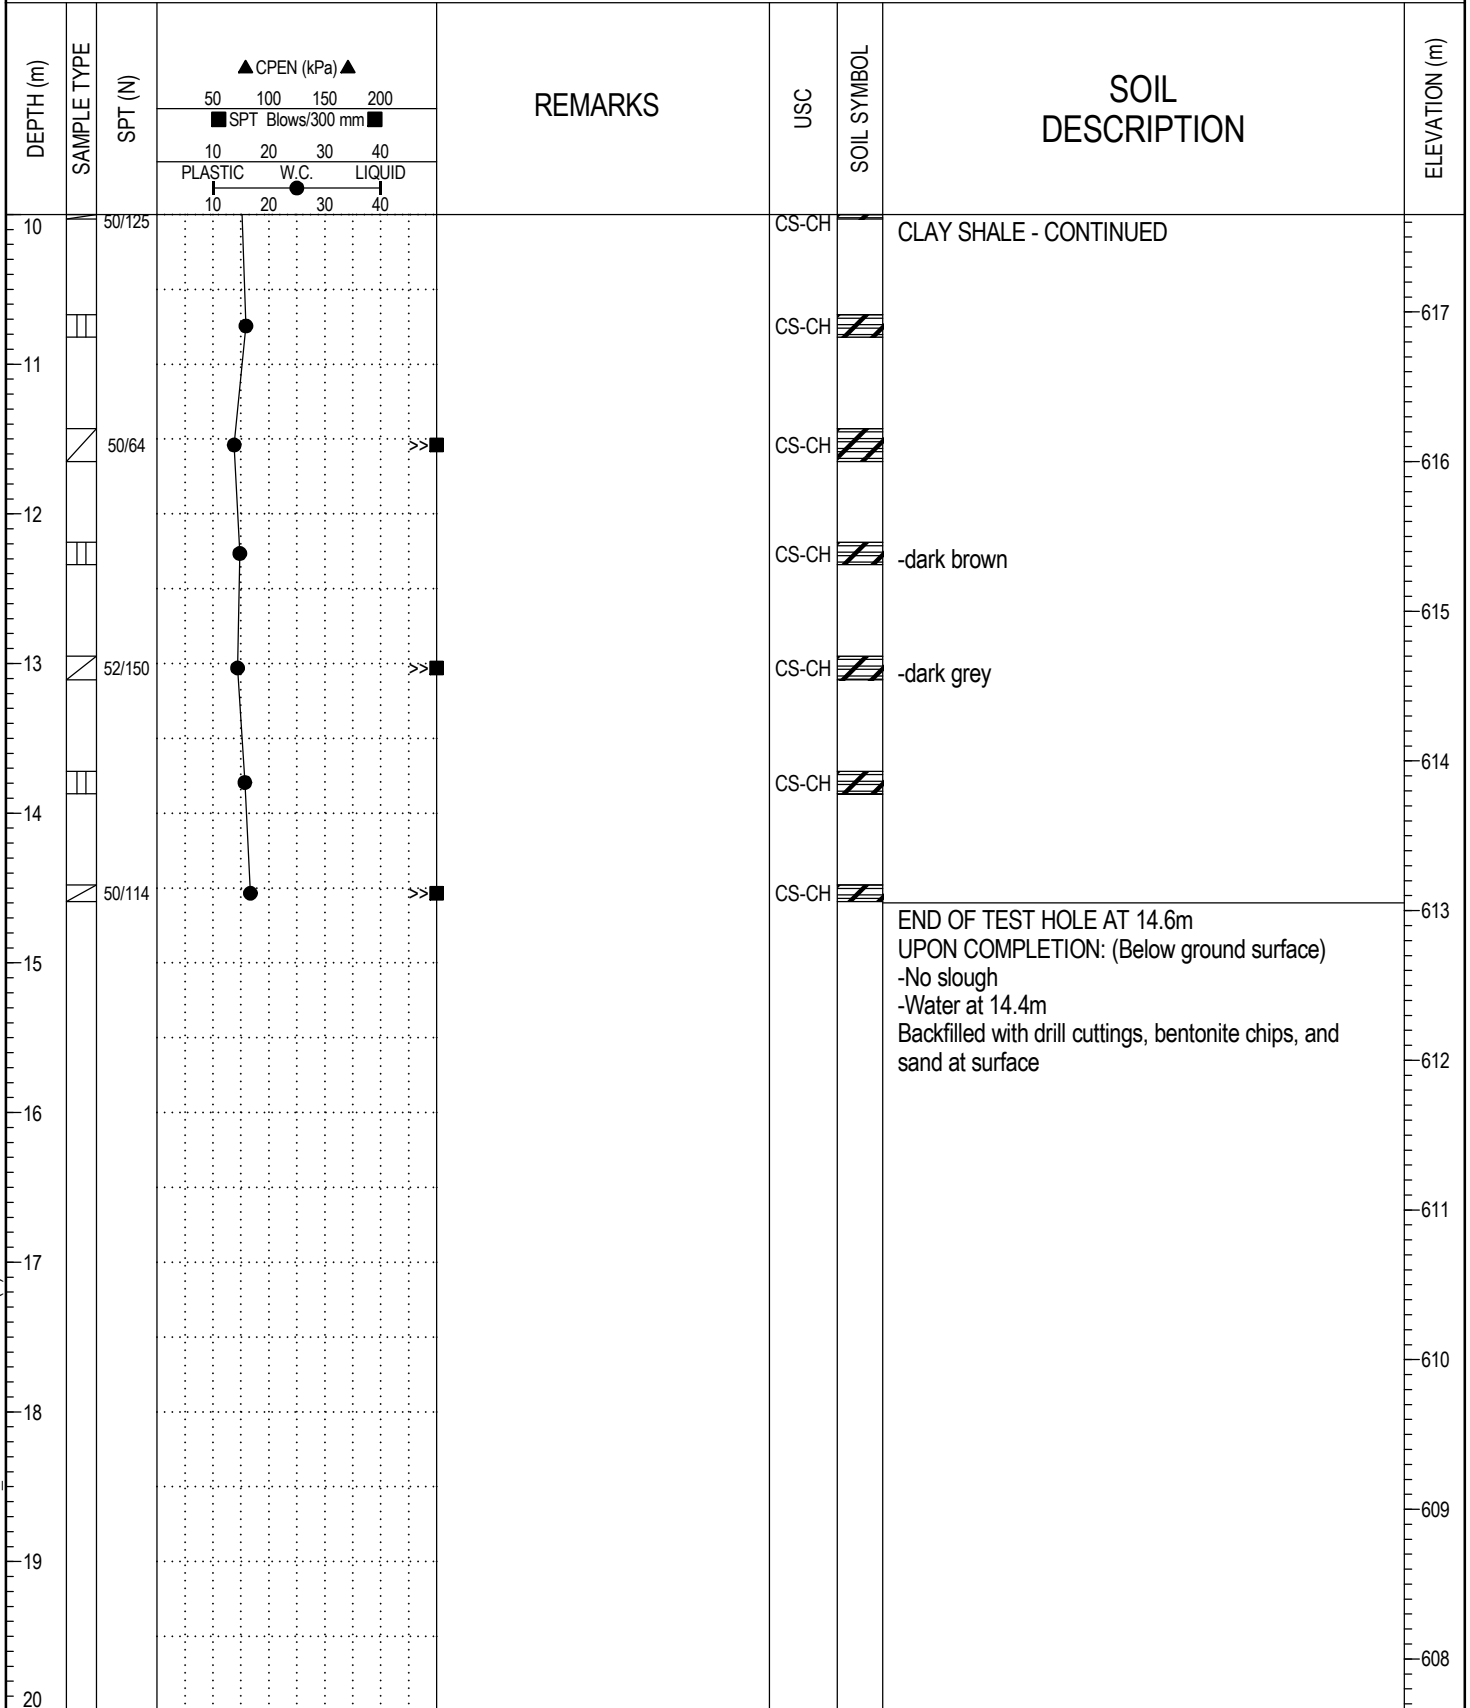 DEPTH (m)
SAMPLE TYPE
SPT (N)
▲ CPEN (kPa) ▲
50 100 150 200
■ SPT Blows/300 mm ■
10 20 30 40
PLASTIC W.C. LIQUID
10 20 30 40
REMARKS
USC
SOIL SYMBOL
SOIL
DESCRIPTION
ELEVATION (m)
10
50/125
CS-CH
CLAY SHALE - CONTINUED
CS-CH
617
11
50/64
>>
CS-CH
616
12
CS-CH
-dark brown
615
13
52/150
>>
CS-CH
-dark grey
614
CS-CH
14
50/114
>>
CS-CH
613
END OF TEST HOLE AT 14.6m
UPON COMPLETION: (Below ground surface)
15
-No slough
-Water at 14.4m
Backfilled with drill cuttings, bentonite chips, and
sand at surface
612
16
611
17
610
18
609
19
608
20